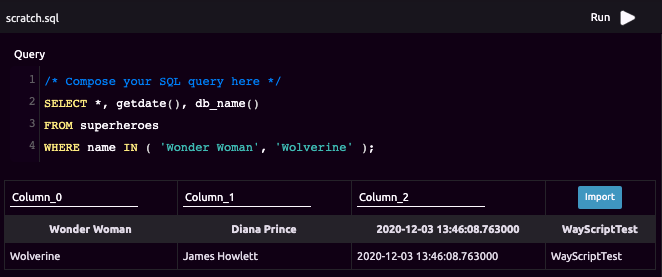 scratch.sql Run
Query
1 /* Compose your SQL query here */
2 SELECT *, getdate(), db_name()
3 FROM superheroes
4 WHERE name IN ( 'Wonder Woman', 'Wolverine' );
Column_0 Column_1 Column_2 Import
Wonder Woman Diana Prince 2020-12-03 13:46:08.763000 WayScriptTest
Wolverine James Howlett 2020-12-03 13:46:08.763000 WayScriptTest